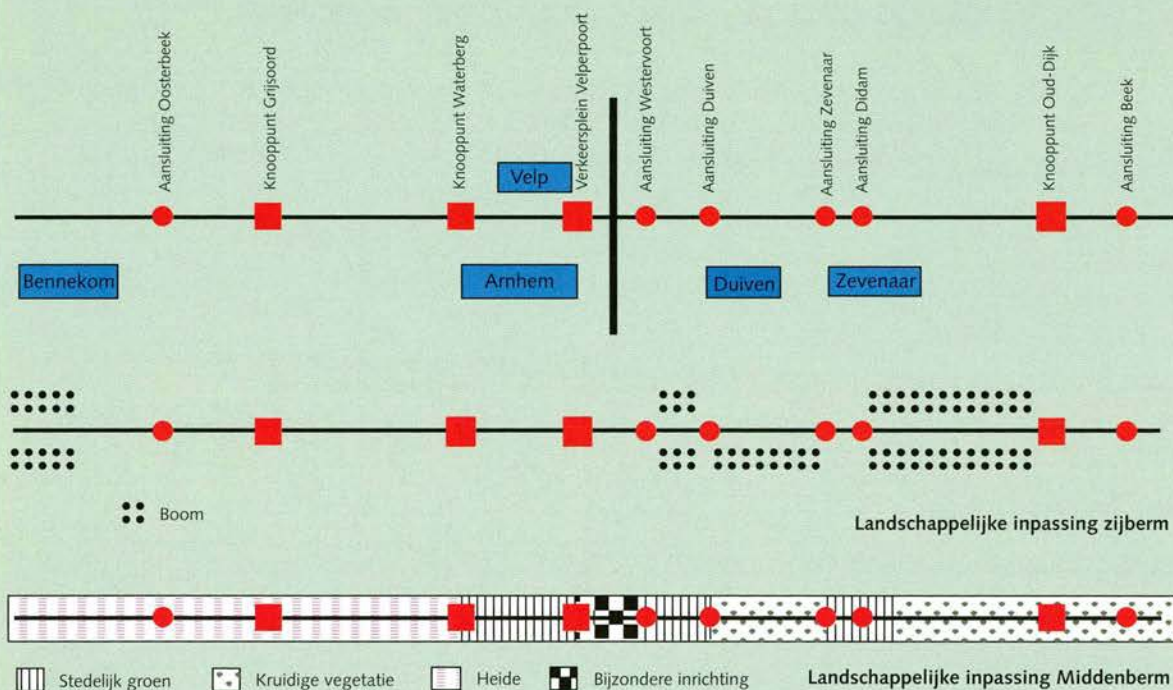 Aansluiting Oosterbeek
Knooppunt Grijsoord
Knooppunt Waterberg
Verkeersplein Velperpoort
Aansluiting Westervoort
Aansluiting Duiven
Aansluiting Zevenaar
Aansluiting Didam
Knooppunt Oud-Dijk
Aansluiting Beek
Velp
Bennekom
Arnhem
Duiven
Zevenaar
Boom
Landschappelijke inpassing zijberm
Stedelijk groen
Kruidige vegetatie
Heide
Bijzondere inrichting
Landschappelijke inpassing Middenberm